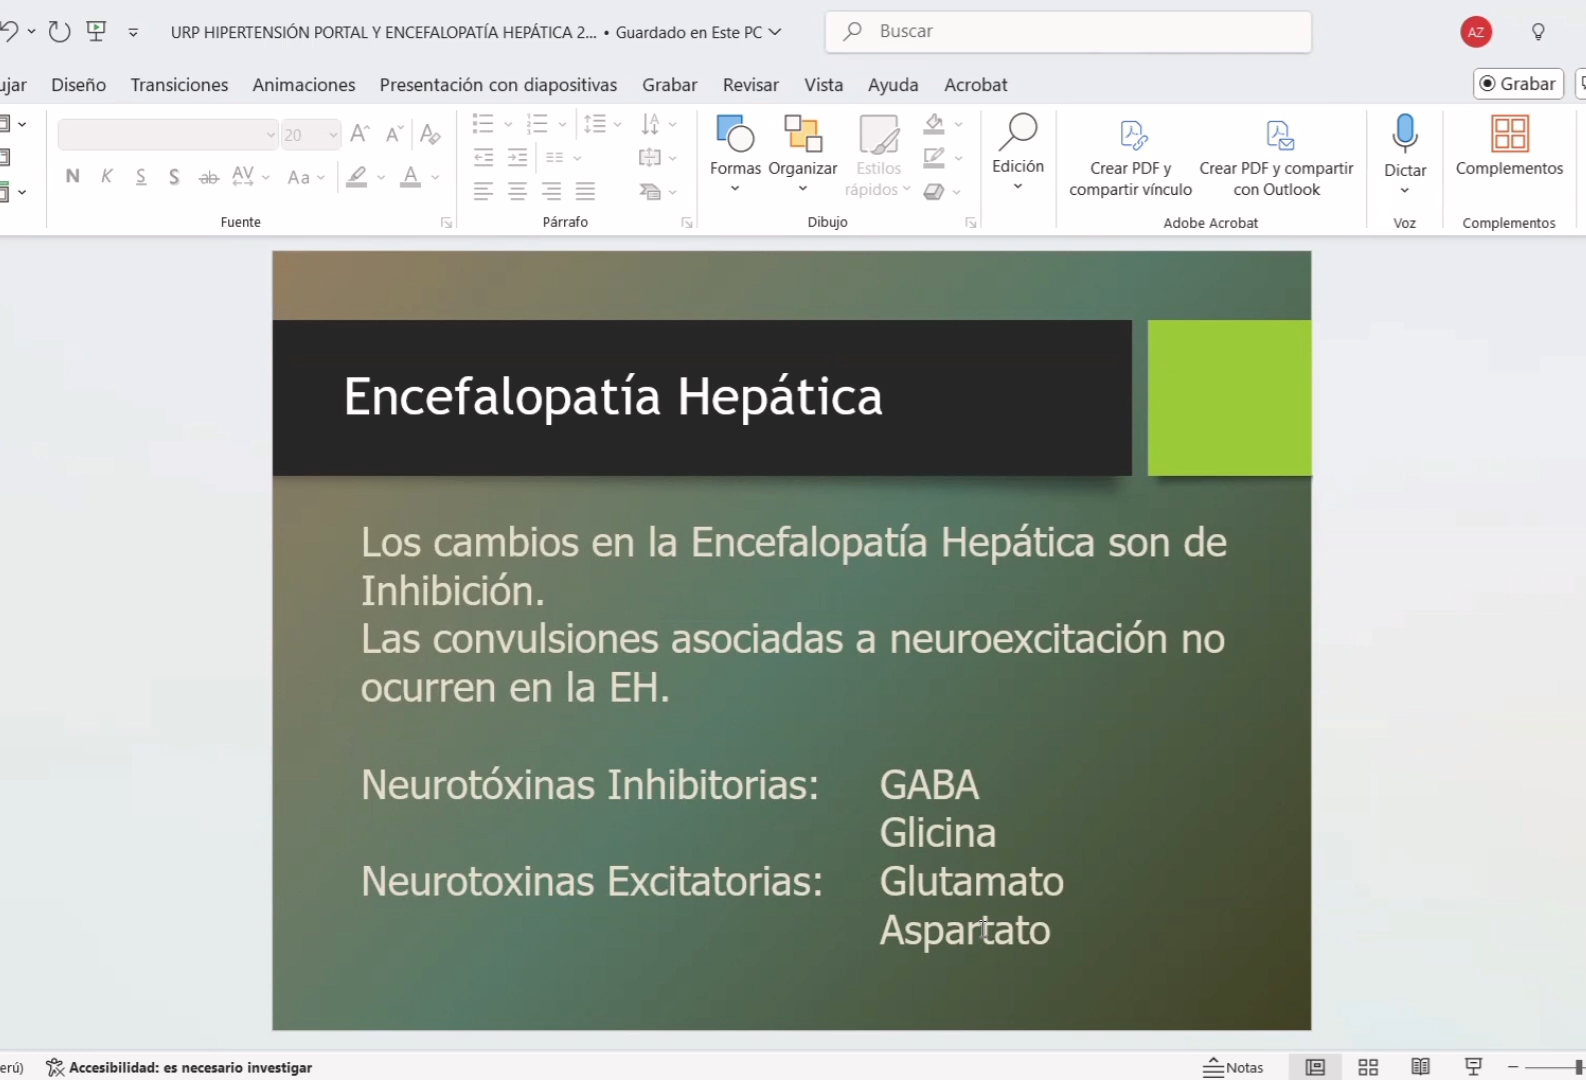 URP HIPERTENSIÓN PORTAL Y ENCEFALOPATÍA HEPÁTICA 2... • Guardado en Este PC
Buscar
AZ
ujar Diseño Transiciones Animaciones Presentación con diapositivas Grabar Revisar Vista Ayuda Acrobat
Grabar
20
Formas Organizar Estilos rápidos
Edición
Crear PDF y compartir vínculo
Crear PDF y compartir con Outlook
Dictar
Complementos
N K S S ab AV Aa A
Fuente Párrafo Dibujo Adobe Acrobat Voz Complementos
Encefalopatía Hepática
Los cambios en la Encefalopatía Hepática son de
Inhibición.
Las convulsiones asociadas a neuroexcitación no
ocurren en la EH.
Neurotóxinas Inhibitorias: GABA
Glicina
Neurotoxinas Excitatorias: Glutamato
Aspartato
erú) Accesibilidad: es necesario investigar Notas